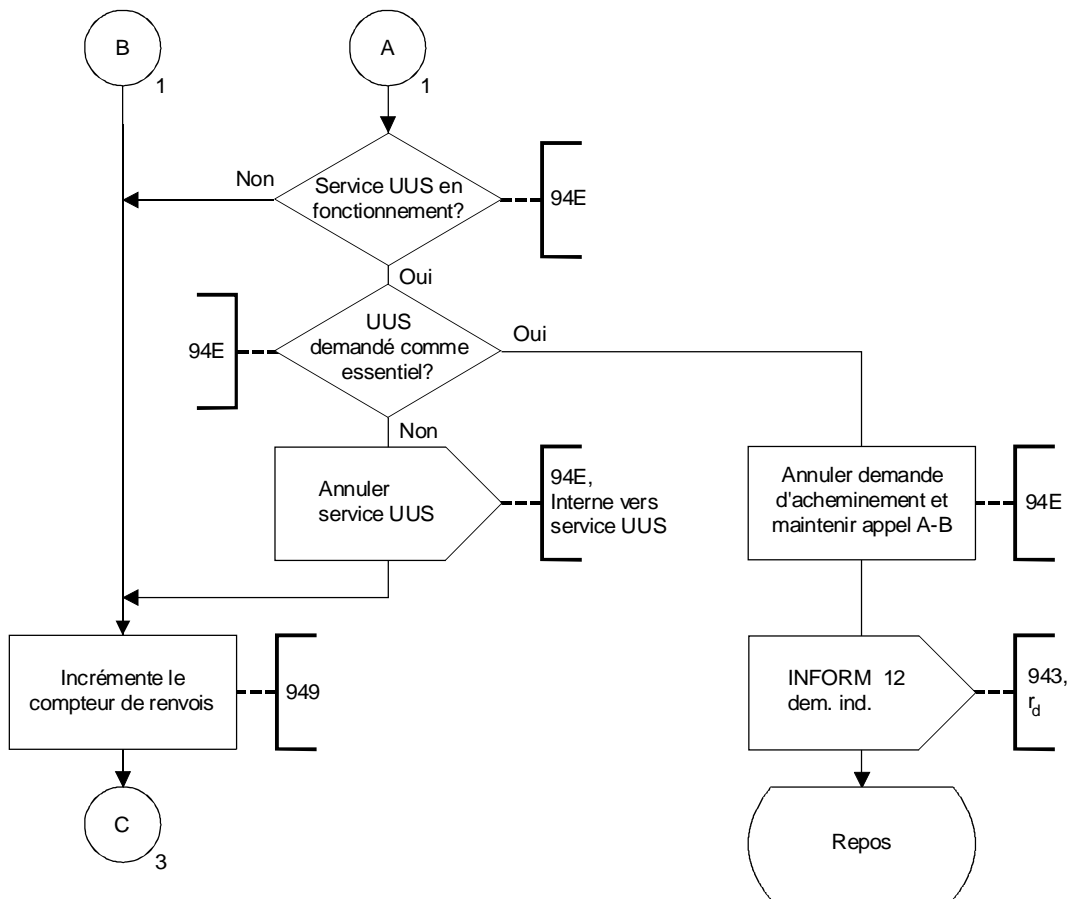 B
A
1
1
Non
Service UUS en
fonctionnement?
94E
Oui
94E
UUS
demandé comme
essentiel?
Oui
Non
Annuler
service UUS
94E,
Interne vers
service UUS
Annuler demande
d'acheminement et
maintenir appel A-B
94E
Incrémente le
compteur de renvois
949
INFORM 12
dem. ind.
943,
rd
C
3
Repos